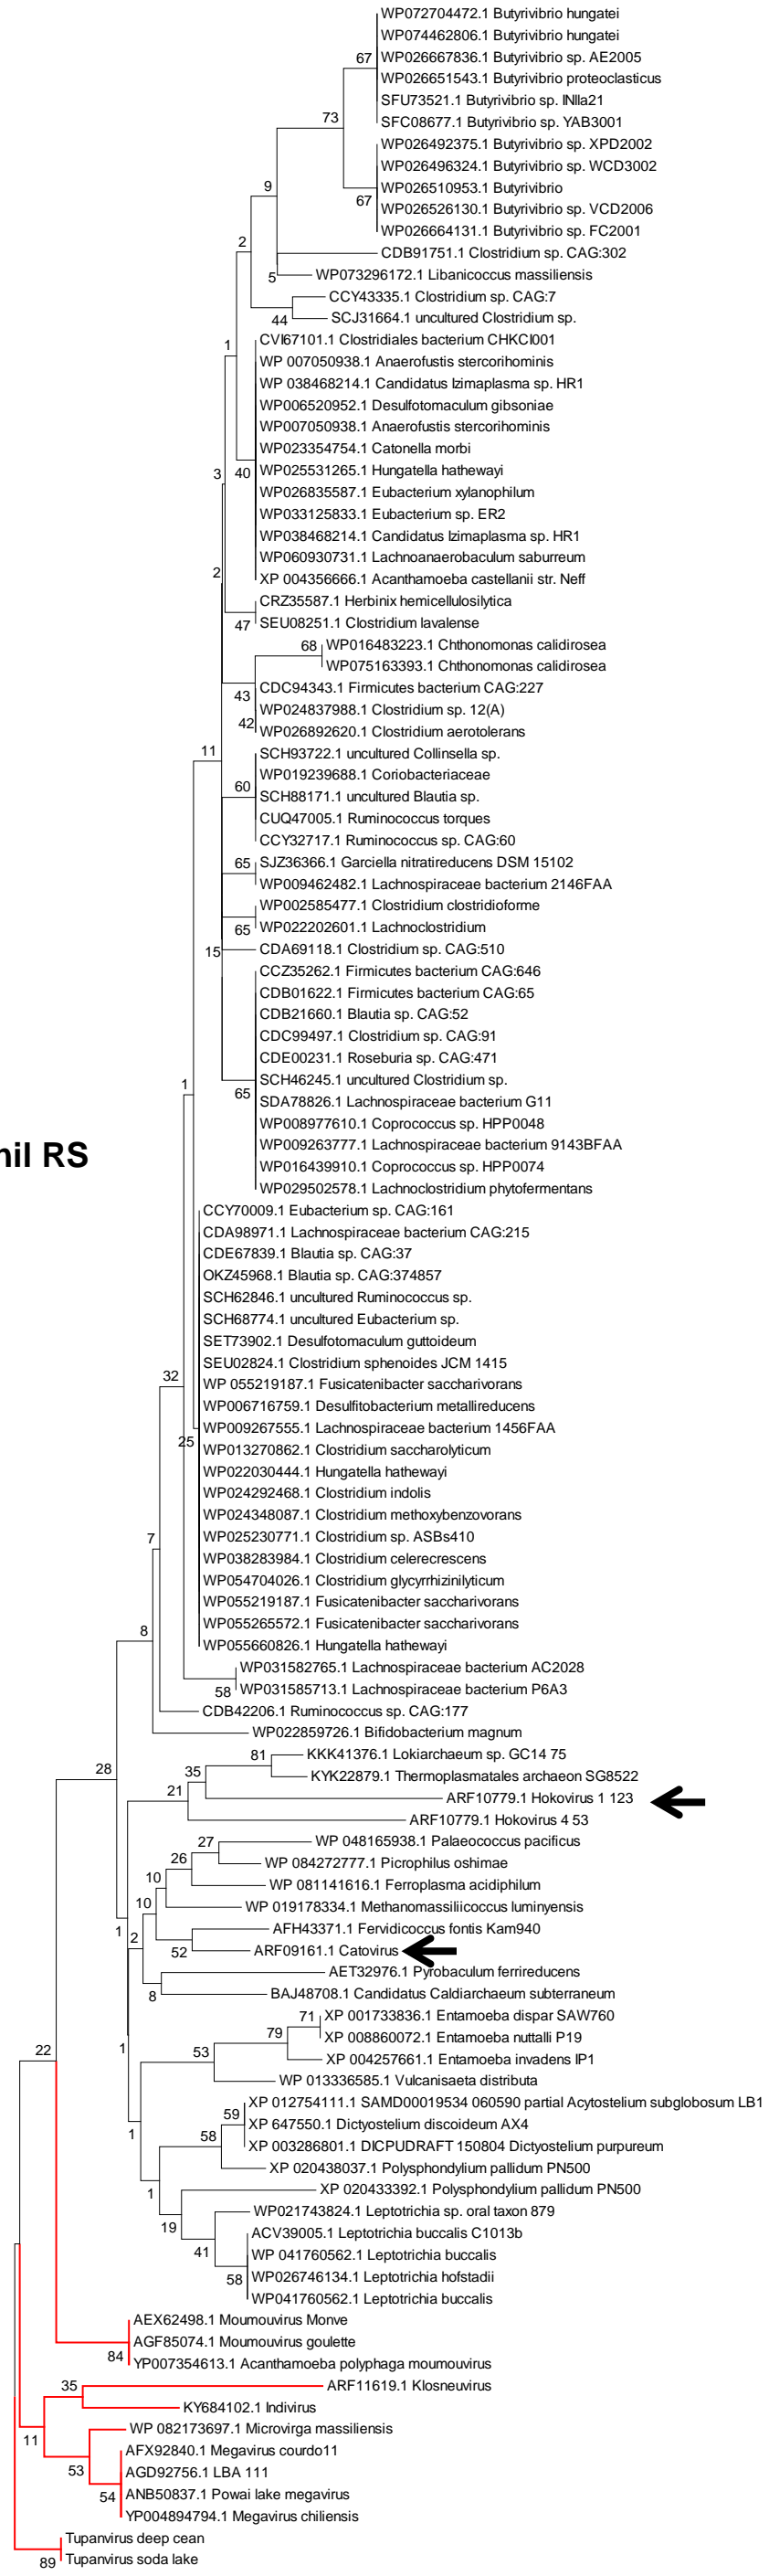 WP072704472.1 Butyrivibrio hungatei
WP074462806.1 Butyrivibrio hungatei
67
WP026667836.1 Butyrivibrio sp. AE2005
WP026651543.1 Butyrivibrio proteoclasticus
SFU73521.1 Butyrivibrio sp. INlla21
73
SFC08677.1 Butyrivibrio sp. YAB3001
WP026492375.1 Butyrivibrio sp. XPD2002
WP026496324.1 Butyrivibrio sp. WCD3002
9
WP026510953.1 Butyrivibrio
67
WP026526130.1 Butyrivibrio sp. VCD2006
WP026664131.1 Butyrivibrio sp. FC2001
2
CDB91751.1 Clostridium sp. CAG:302
5
WP073296172.1 Libanicoccus massiliensis
CCY43335.1 Clostridium sp. CAG:7
44
SCJ31664.1 uncultured Clostridium sp.
1
CVI67101.1 Clostridiales bacterium CHKCI001
WP 007050938.1 Anaerofustis stercorihominis
WP 038468214.1 Candidatus Izimaplasma sp. HR1
WP006520952.1 Desulfotomaculum gibsoniae
WP007050938.1 Anaerofustis stercorihominis
WP023354754.1 Catonella morbi
3
40
WP025531265.1 Hungatella hathewayi
WP026835587.1 Eubacterium xylanophilum
WP033125833.1 Eubacterium sp. ER2
WP038468214.1 Candidatus Izimaplasma sp. HR1
WP060930731.1 Lachnoanaerobaculum saburreum
2
XP 004356666.1 Acanthamoeba castellanii str. Neff
CRZ35587.1 Herbinix hemicellulosilytica
47
SEU08251.1 Clostridium lavalense
68
WP016483223.1 Chthonomonas calidirosea
WP075163393.1 Chthonomonas calidirosea
43
CDC94343.1 Firmicutes bacterium CAG:227
WP024837988.1 Clostridium sp. 12(A)
42
WP026892620.1 Clostridium aerotolerans
11
SCH93722.1 uncultured Collinsella sp.
WP019239688.1 Coriobacteriaceae
60
SCH88171.1 uncultured Blautia sp.
CUQ47005.1 Ruminococcus torques
CCY32717.1 Ruminococcus sp. CAG:60
65
SJZ36366.1 Garciella nitratireducens DSM 15102
WP009462482.1 Lachnospiraceae bacterium 2146FAA
WP002585477.1 Clostridium clostridioforme
65
WP022202601.1 Lachnoclostridium
15
CDA69118.1 Clostridium sp. CAG:510
CCZ35262.1 Firmicutes bacterium CAG:646
CDB01622.1 Firmicutes bacterium CAG:65
CDB21660.1 Blautia sp. CAG:52
CDC99497.1 Clostridium sp. CAG:91
CDE00231.1 Roseburia sp. CAG:471
1
SCH46245.1 uncultured Clostridium sp.
65
SDA78826.1 Lachnospiraceae bacterium G11
WP008977610.1 Coprococcus sp. HPP0048
WP009263777.1 Lachnospiraceae bacterium 9143BFAA
nil RS
WP016439910.1 Coprococcus sp. HPP0074
WP029502578.1 Lachnoclostridium phytofermentans
CCY70009.1 Eubacterium sp. CAG:161
CDA98971.1 Lachnospiraceae bacterium CAG:215
CDE67839.1 Blautia sp. CAG:37
OKZ45968.1 Blautia sp. CAG:374857
SCH62846.1 uncultured Ruminococcus sp.
SCH68774.1 uncultured Eubacterium sp.
SET73902.1 Desulfotomaculum guttoideum
SEU02824.1 Clostridium sphenoides JCM 1415
32
WP 055219187.1 Fusicatenibacter saccharivorans
WP006716759.1 Desulfitobacterium metallireducens
WP009267555.1 Lachnospiraceae bacterium 1456FAA
25
WP013270862.1 Clostridium saccharolyticum
WP022030444.1 Hungatella hathewayi
WP024292468.1 Clostridium indolis
WP024348087.1 Clostridium methoxybenzovorans
7
WP025230771.1 Clostridium sp. ASBs410
WP038283984.1 Clostridium celerecrescens
WP054704026.1 Clostridium glycyrrhizinilyticum
WP055219187.1 Fusicatenibacter saccharivorans
8
WP055265572.1 Fusicatenibacter saccharivorans
WP055660826.1 Hungatella hathewayi
WP031582765.1 Lachnospiraceae bacterium AC2028
58
WP031585713.1 Lachnospiraceae bacterium P6A3
CDB42206.1 Ruminococcus sp. CAG:177
WP022859726.1 Bifidobacterium magnum
28
81
KKK41376.1 Lokiarchaeum sp. GC14 75
35
KYK22879.1 Thermoplasmatales archaeon SG8522
21
ARF10779.1 Hokovirus 1 123
ARF10779.1 Hokovirus 4 53
27
WP 048165938.1 Palaeococcus pacificus
26
WP 084272777.1 Picrophilus oshimae
10
WP 081141616.1 Ferroplasma acidiphilum
10
WP 019178334.1 Methanomassiliicoccus luminyensis
1
2
AFH43371.1 Fervidicoccus fontis Kam940
52
ARF09161.1 Catovirus
AET32976.1 Pyrobaculum ferrireducens
8
BAJ48708.1 Candidatus Caldiarchaeum subterraneum
71
XP 001733836.1 Entamoeba dispar SAW760
79
XP 008860072.1 Entamoeba nuttalli P19
22
1
53
XP 004257661.1 Entamoeba invadens IP1
WP 013336585.1 Vulcanisaeta distributa
XP 012754111.1 SAMD00019534 060590 partial Acytostelium subglobosum LB1
59
XP 647550.1 Dictyostelium discoideum AX4
1
58
XP 003286801.1 DICPUDRAFT 150804 Dictyostelium purpureum
XP 020438037.1 Polysphondylium pallidum PN500
1
XP 020433392.1 Polysphondylium pallidum PN500
19
WP021743824.1 Leptotrichia sp. oral taxon 879
41
ACV39005.1 Leptotrichia buccalis C1013b
WP 041760562.1 Leptotrichia buccalis
58
WP026746134.1 Leptotrichia hofstadii
WP041760562.1 Leptotrichia buccalis
AEX62498.1 Moumouvirus Monve
AGF85074.1 Moumouvirus goulette
84
YP007354613.1 Acanthamoeba polyphaga moumouvirus
35
ARF11619.1 Klosneuvirus
KY684102.1 Indivirus
11
WP 082173697.1 Microvirga massiliensis
AFX92840.1 Megavirus courdo11
53
AGD92756.1 LBA 111
54
ANB50837.1 Powai lake megavirus
YP004894794.1 Megavirus chiliensis
Tupanvirus deep cean
89
Tupanvirus soda lake